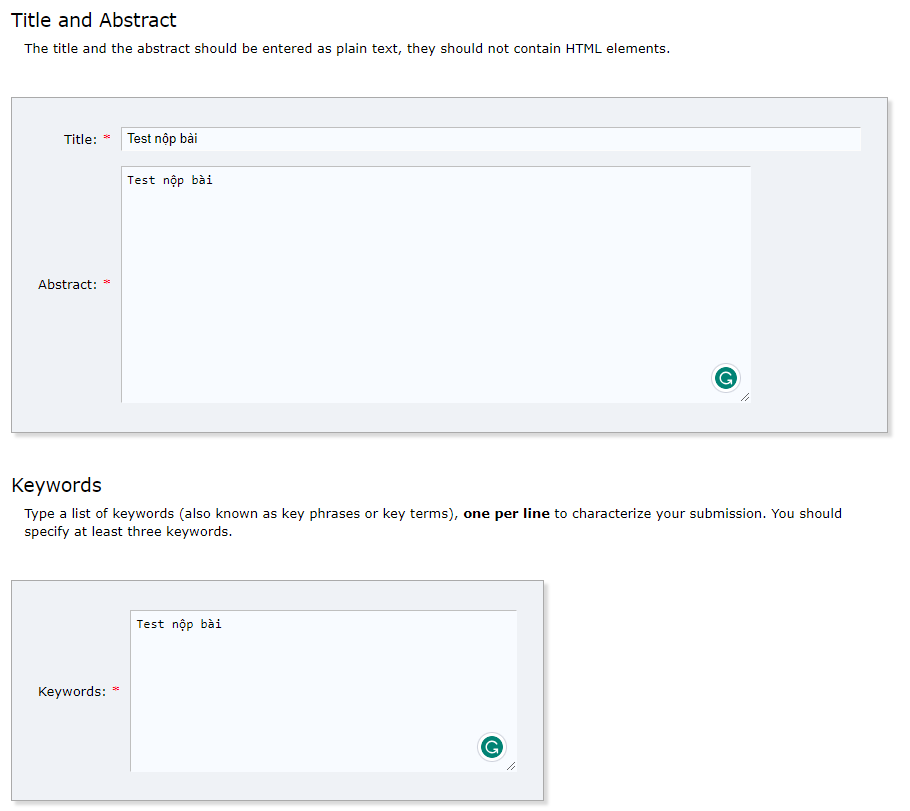 Title and Abstract
The title and the abstract should be entered as plain text, they should not contain HTML elements.
Title: * Test nộp bài
Test nộp bài
Abstract: *
Keywords
Type a list of keywords (also known as key phrases or key terms), one per line to characterize your submission. You should
specify at least three keywords.
Test nộp bài
Keywords: *